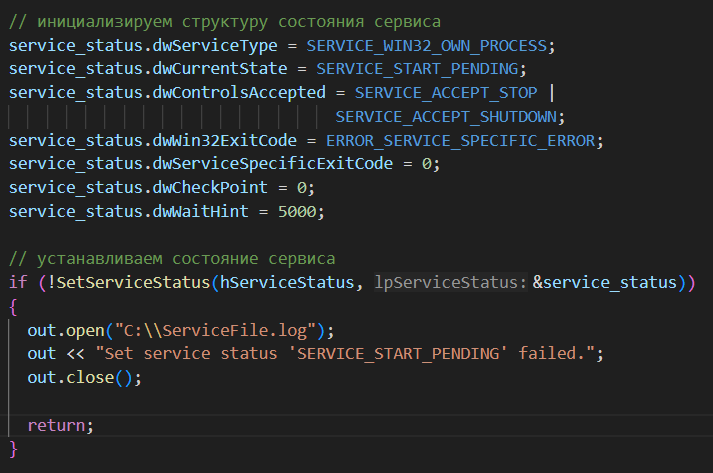 // инициализируем структуру состояния сервиса
service_status.dwServiceType = SERVICE_WIN32_OWN_PROCESS;
service_status.dwCurrentState = SERVICE_START_PENDING;
service_status.dwControlsAccepted = SERVICE_ACCEPT_STOP |
SERVICE_ACCEPT_SHUTDOWN;
service_status.dwWin32ExitCode = ERROR_SERVICE_SPECIFIC_ERROR;
service_status.dwServiceSpecificExitCode = 0;
service_status.dwCheckPoint = 0;
service_status.dwWaitHint = 5000;
// устанавливаем состояние сервиса
if (!SetServiceStatus(hServiceStatus, lpServiceStatus: &service_status))
{
out.open("C:\\ServiceFile.log");
out << "Set service status 'SERVICE_START_PENDING' failed.";
out.close();
return;
}